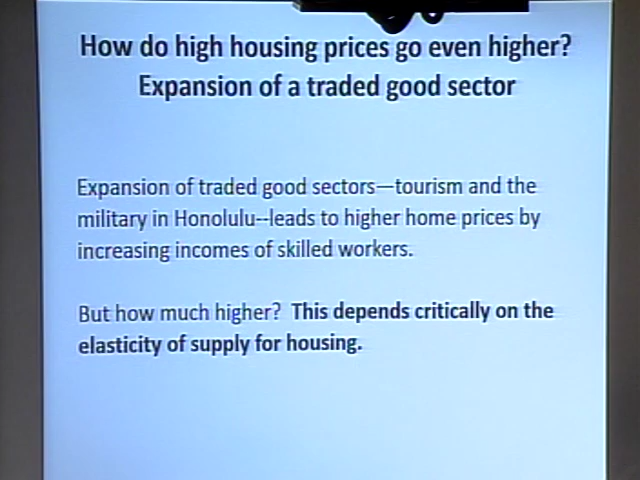 How do high housing prices go even higher?
Expansion of a traded good sector
Expansion of traded good sectors—tourism and the
military in Honolulu--leads to higher home prices by
increasing incomes of skilled workers.
But how much higher? This depends critically on the
elasticity of supply for housing.